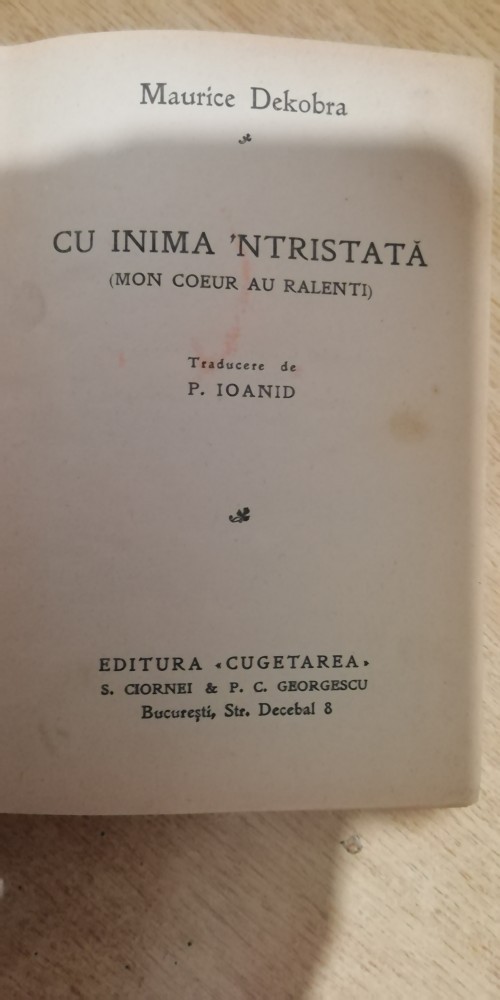 Maurice Dekobra
CU INIMA 'NTRISTATĂ
(MON COEUR AU RALENTI)
Traducere de
P. IOANID
EDITURA «CUGETAREA»
S. CIORNEI & P. C. GEORGESCU
București, Str. Decebal 8